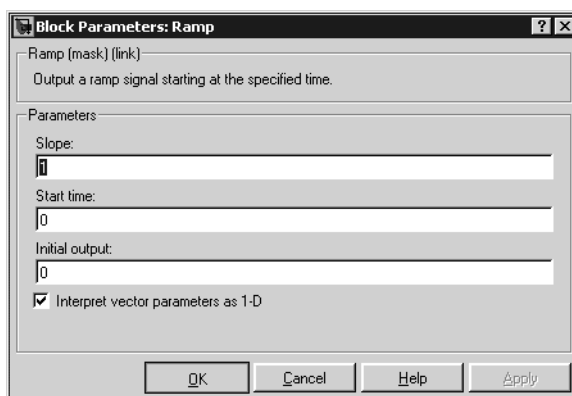 Block Parameters: Ramp
Ramp (mask) (link)
Output a ramp signal starting at the specified time.
Parameters
Slope:
1
Start time:
0
Initial output:
0
Interpret vector parameters as 1-D
OK Cancel Help Apply